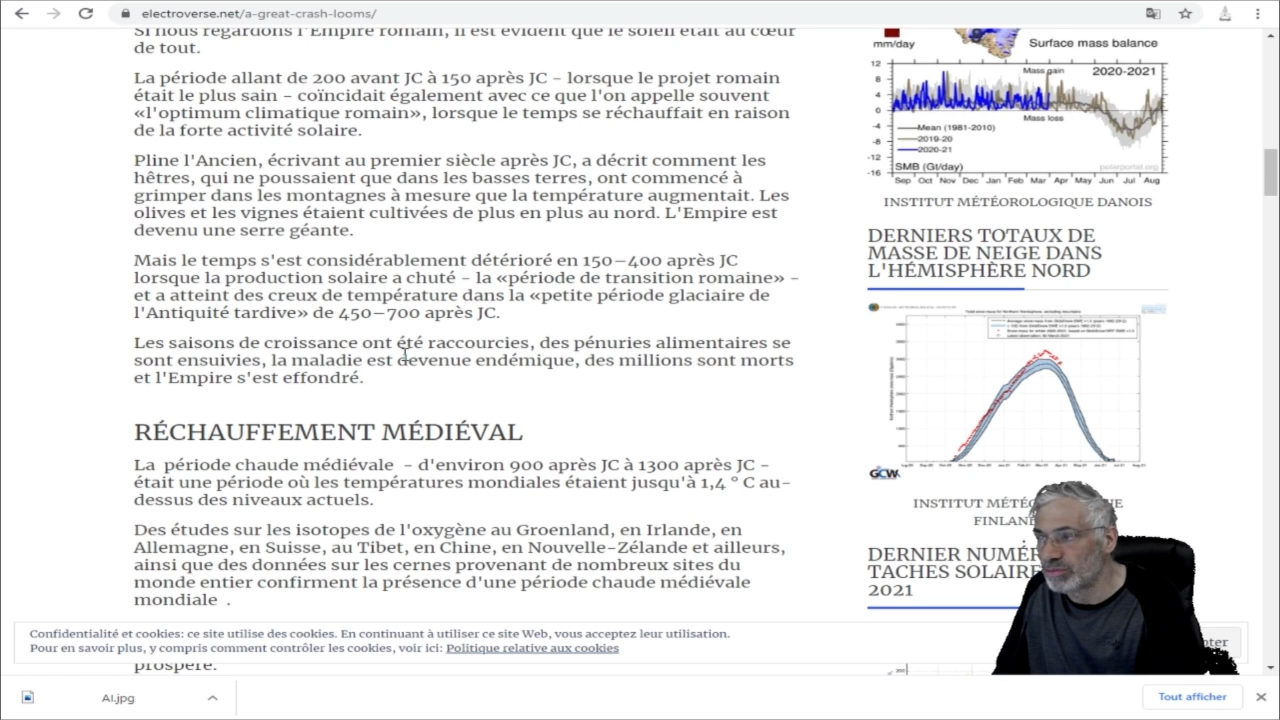 electroverse.net/a-great-crash-looms/
Si nous regardons l'Empire romain, il est évident que le soleil était au cœur
de tout.
La période allant de 200 avant JC à 150 après JC - lorsque le projet romain
était le plus sain - coïncidait également avec ce que l'on appelle souvent
«l'optimum climatique romain», lorsque le temps se réchauffait en raison
de la forte activité solaire.
Pline l'Ancien, écrivant au premier siècle après JC, a décrit comment les
hêtres, qui ne poussaient que dans les basses terres, ont commencé à
grimper dans les montagnes à mesure que la température augmentait. Les
olives et les vignes étaient cultivées de plus en plus au nord. L'Empire est
devenu une serre géante.
Mais le temps s'est considérablement détérioré en 150–400 après JC
lorsque la production solaire a chuté - la «période de transition romaine» -
et a atteint des creux de température dans la «petite période glaciaire de
l'Antiquité tardive» de 450–700 après JC.
Les saisons de croissance ont été raccourcies, des pénuries alimentaires se
sont ensuivies, la maladie est devenue endémique, des millions sont morts
et l'Empire s'est effondré.
RÉCHAUFFEMENT MÉDIÉVAL
La période chaude médiévale - d'environ 900 après JC à 1300 après JC -
était une période où les températures mondiales étaient jusqu'à 1,4 ° C au-
dessus des niveaux actuels.
Des études sur les isotopes de l'oxygène au Groenland, en Irlande, en
Allemagne, en Suisse, au Tibet, en Chine, en Nouvelle-Zélande et ailleurs,
ainsi que des données sur les cernes provenant de nombreux sites du
monde entier confirment la présence d'une période chaude médiévale
mondiale .
prospéré.
mm/day
Surface mass balance
12
8
4
0
-4
-8
-12
-16
Mass gain
2020-2021
Mass loss
Mean (1981-2010)
2019-20
2020-21
SMB (Gt/day)
polarportal.org
Sep Oct Nov Dec Jan Feb Mar Apr May Jun Jul Aug
INSTITUT MÉTÉOROLOGIQUE DANOIS
DERNIERS TOTAUX DE
MASSE DE NEIGE DANS
L'HÉMISPHÈRE NORD
GCW
INSTITUT
FINLAN
DERNIER
TACHES SOLAIRE
2021
Confidentialité et cookies: ce site utilise des cookies. En continuant à utiliser ce site Web, vous acceptez leur utilisation.
Pour en savoir plus, y compris comment contrôler les cookies, voir ici: Politique relative aux cookies
pter
AI.jpg
Tout afficher